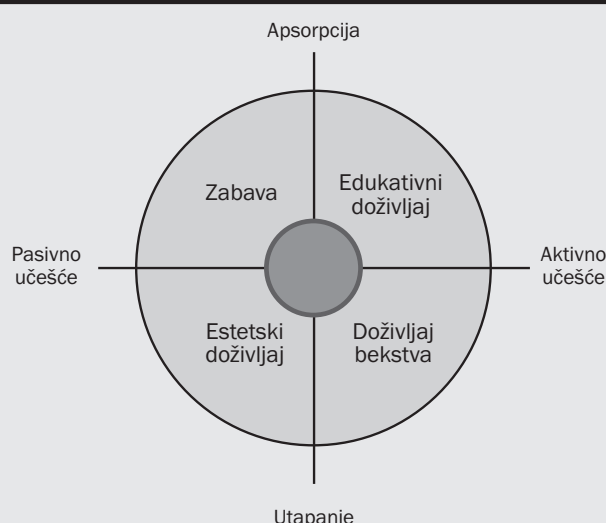 Apsorpcija
Zabava
Edukativni
doživljaj
Pasivno
učešće
Aktivno
učešće
Estetski
doživljaj
Doživljaj
bekstva
Utapanje